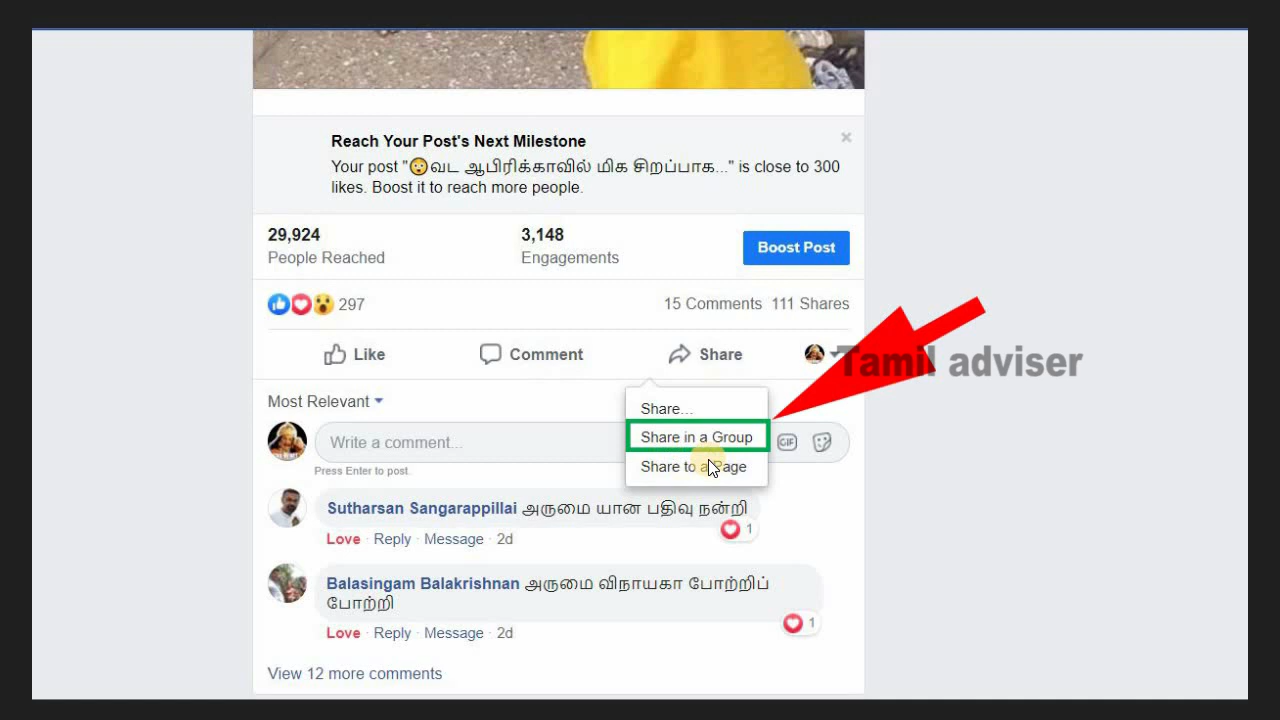 Reach Your Post's Next Milestone
Your post "😲வட ஆபிரிக்காவில் மிக சிறப்பாக..." is close to 300
likes. Boost it to reach more people.
29,924
People Reached
3,148
Engagements
Boost Post
297
15 Comments 111 Shares
Like
Comment
Share
Tamil adviser
Most Relevant
Share...
Share in a Group
Share to a Page
Write a comment...
GIF
Press Enter to post.
Sutharsan Sangarappillai அருமை யான பதிவு நன்றி
1
Love · Reply · Message · 2d
Balasingam Balakrishnan அருமை விநாயகா போற்றிப்
போற்றி
1
Love · Reply · Message · 2d
View 12 more comments